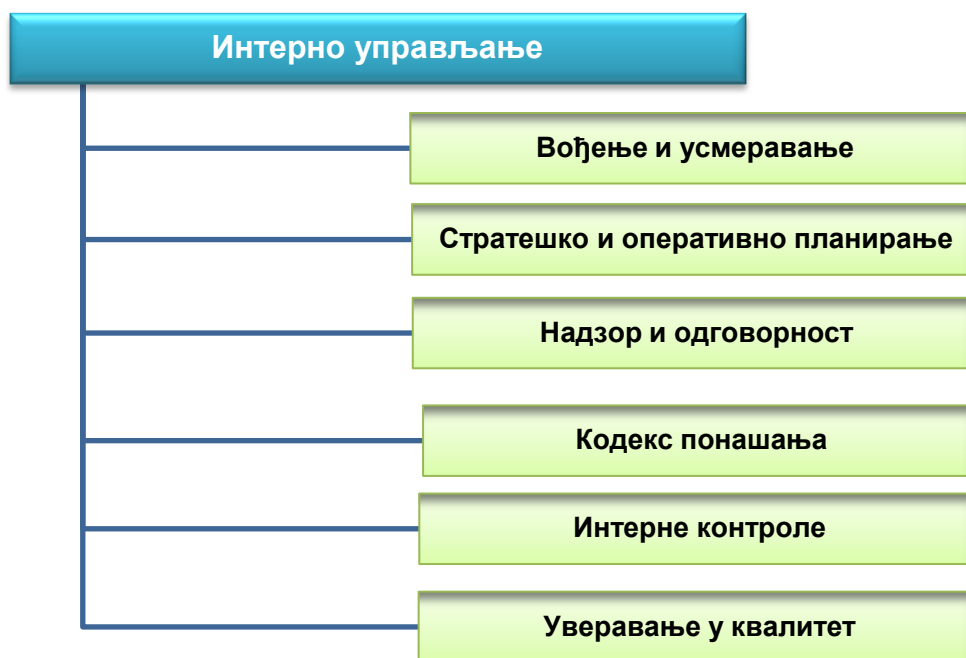 Интерно управљање
Вођење и усмеравање
Стратешко и оперативно планирање
Надзор и одговорност
Кодекс понашања
Интерне контроле
Уверавање у квалитет